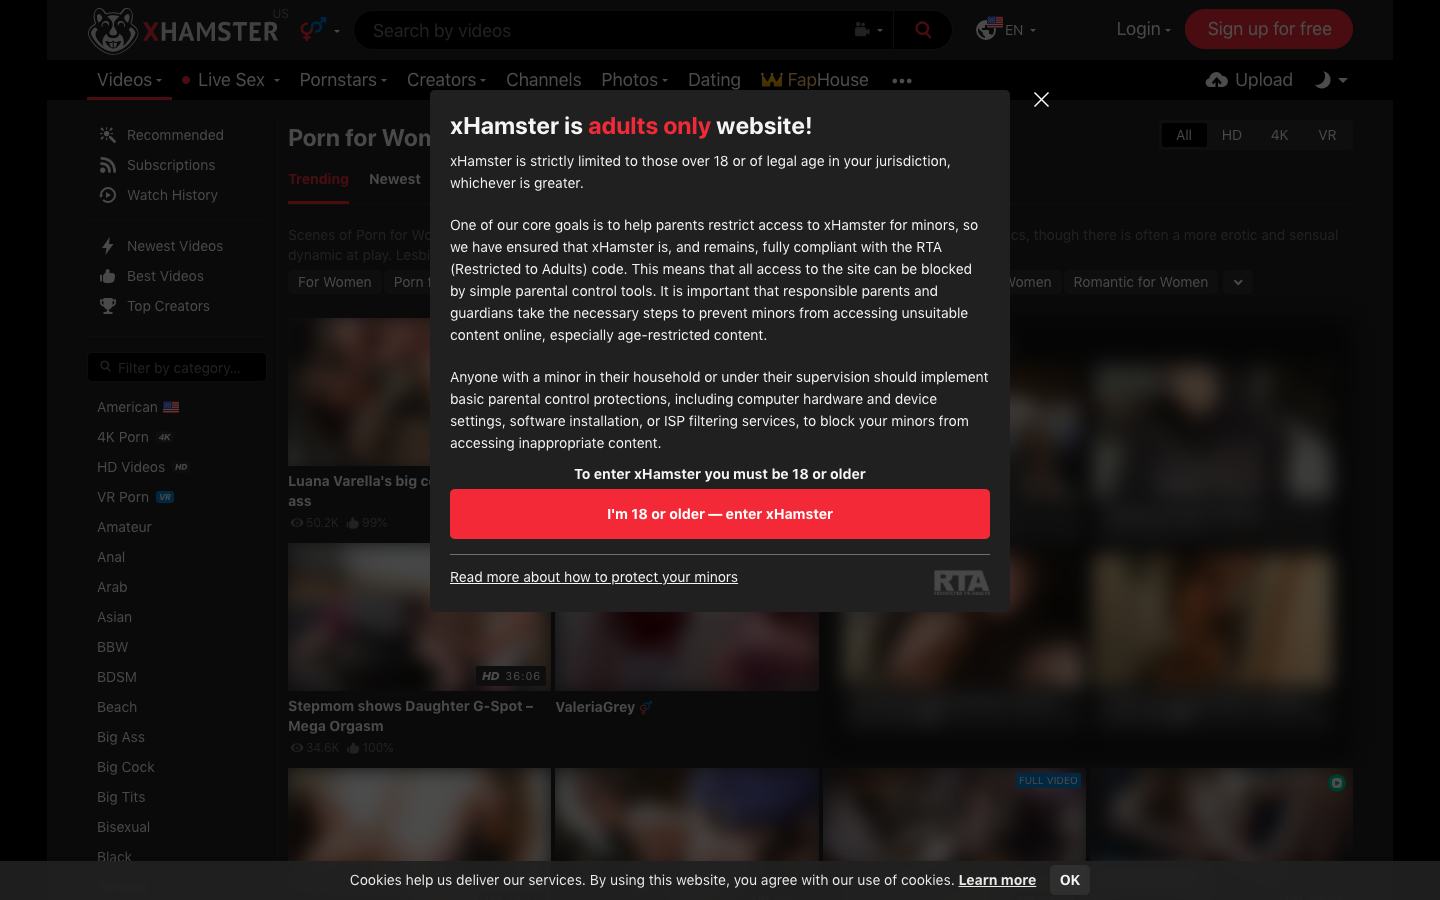 XHAMSTER US
Search by videos
EN
Login
Sign up for free
Videos
Live Sex
Pornstars
Creators
Channels
Photos
Dating
FapHouse
Upload
xHamster is adults only website!
xHamster is strictly limited to those over 18 or of legal age in your jurisdiction,
whichever is greater.
One of our core goals is to help parents restrict access to xHamster for minors, so
we have ensured that xHamster is, and remains, fully compliant with the RTA
(Restricted to Adults) code. This means that all access to the site can be blocked
by simple parental control tools. It is important that responsible parents and
guardians take the necessary steps to prevent minors from accessing unsuitable
content online, especially age-restricted content.
Anyone with a minor in their household or under their supervision should implement
basic parental control protections, including computer hardware and device
settings, software installation, or ISP filtering services, to block your minors from
accessing inappropriate content.
To enter xHamster you must be 18 or older
I'm 18 or older — enter xHamster
Read more about how to protect your minors
RTA
Recommended
Subscriptions
Watch History
Newest Videos
Best Videos
Top Creators
Filter by category...
American
4K Porn 4K
HD Videos HD
VR Porn VR
Amateur
Anal
Arab
Asian
BBW
BDSM
Beach
Big Ass
Big Cock
Big Tits
Bisexual
Black
Porn for
All
HD
4K
VR
Trending
Newest
Scenes of Porn for
though there is often a more erotic and sensual
dynamic at play.
For Women
Porn
Romantic for Women
Luana Varella's big
ass
50.2K 99%
HD 36:06
Stepmom shows Daughter G-Spot –
Mega Orgasm
34.6K 100%
ValeriaGrey
FULL VIDEO
Cookies help us deliver our services. By using this website, you agree with our use of cookies. Learn more
OK